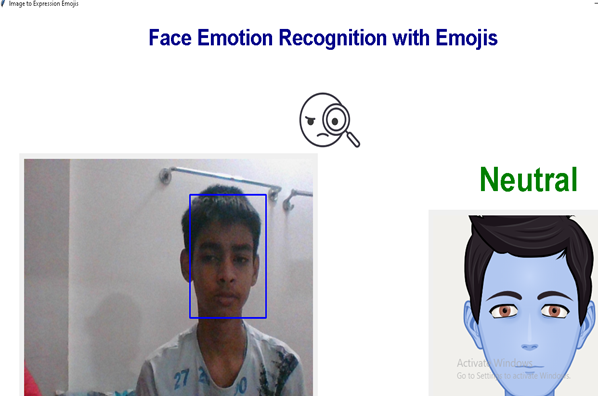 Image to Expression Emojis
Face Emotion Recognition with Emojis
Neutral
27
Activate Windows
Go to Settings to activate Windows.